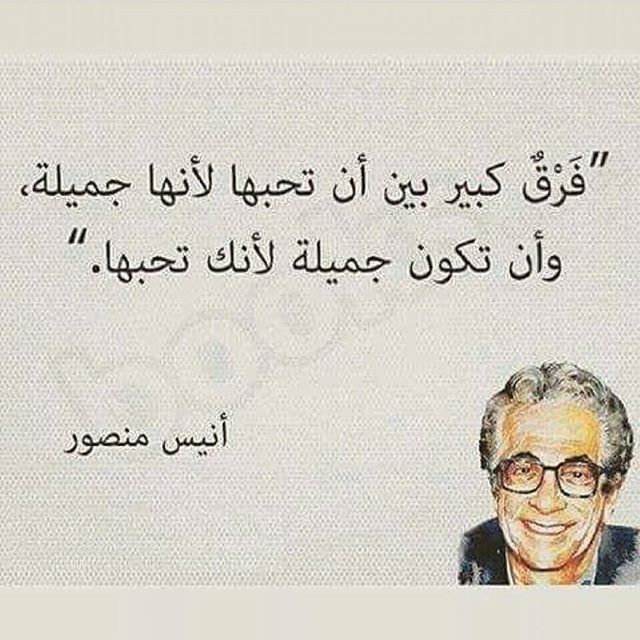 ”فَرْقٌ كبير بين أن تحبها لأنها جميلة،
وأن تكون جميلة لأنك تحبها.“
أنيس منصور